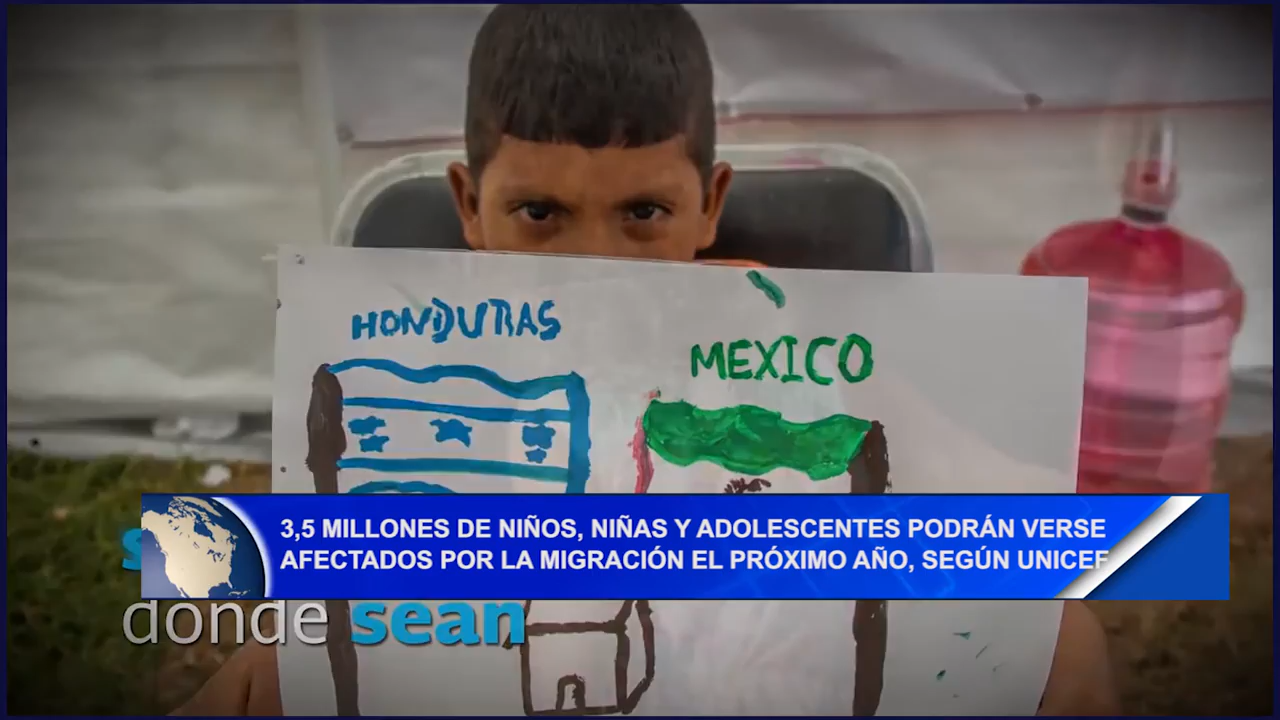 HONDURAS
MEXICO
3,5 MILLONES DE NIÑOS, NIÑAS Y ADOLESCENTES PODRÁN VERSE
AFECTADOS POR LA MIGRACIÓN EL PRÓXIMO AÑO, SEGÚN UNICEF
donde sean